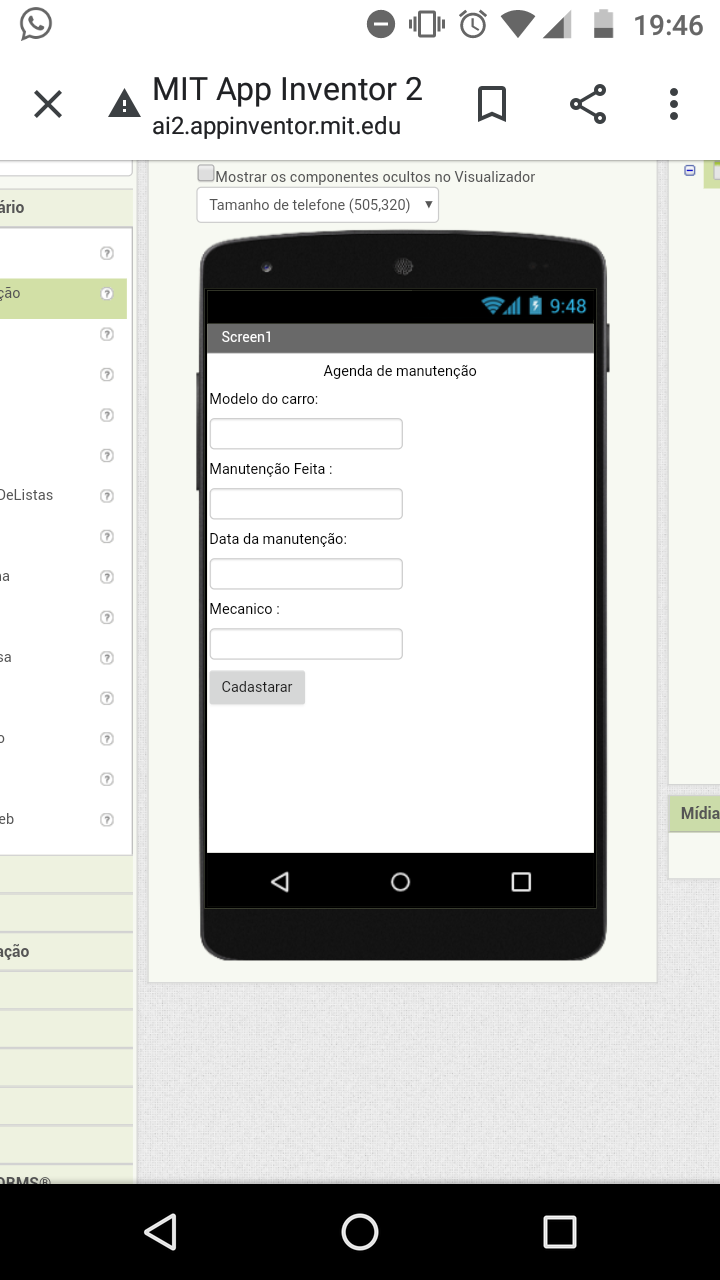 19:46
MIT App Inventor 2
ai2.appinventor.mit.edu
Mostrar os componentes ocultos no Visualizador
Tamanho de telefone (505,320)
ário
ção
DeListas
sa
eb
ação
9:48
Screen1
Agenda de manutenção
Modelo do carro:
Manutenção Feita :
Data da manutenção:
Mecanico :
Cadastarar
Mídia